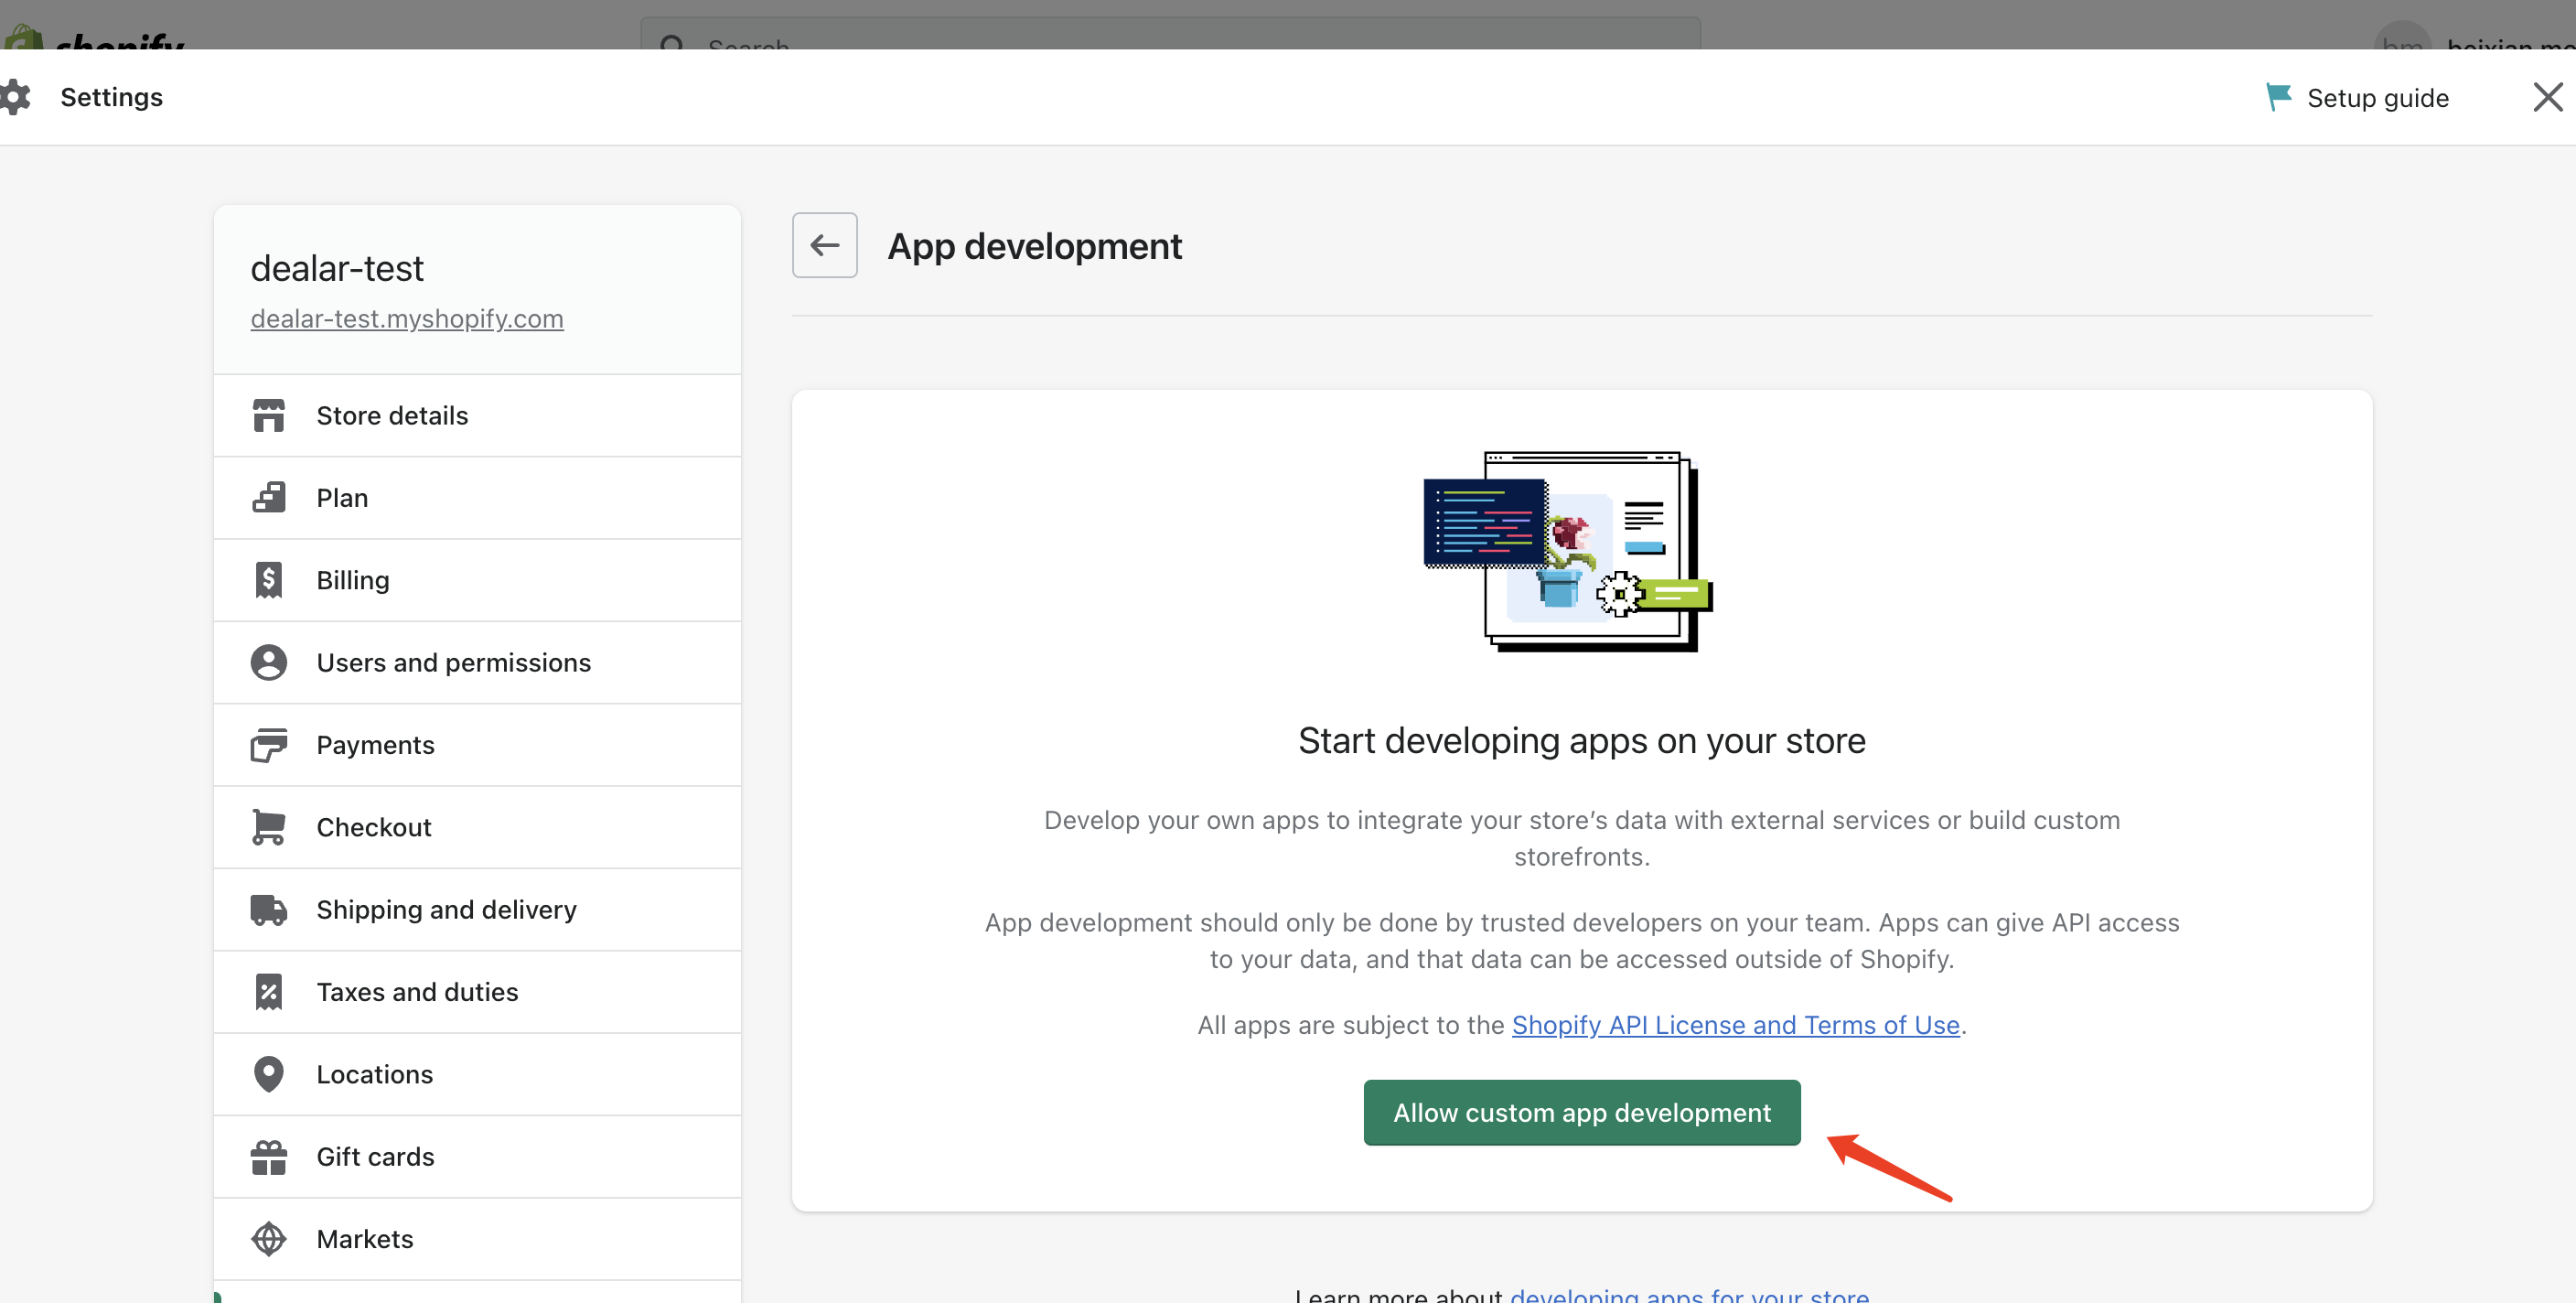 shopify
Search
Settings
Setup guide
dealar-test
dealar-test.myshopify.com
App development
Store details
Plan
Billing
Users and permissions
Payments
Checkout
Shipping and delivery
Taxes and duties
Locations
Gift cards
Markets
Start developing apps on your store
Develop your own apps to integrate your store’s data with external services or build custom
storefronts.
App development should only be done by trusted developers on your team. Apps can give API access
to your data, and that data can be accessed outside of Shopify.
All apps are subject to the Shopify API License and Terms of Use.
Allow custom app development
Learn more about developing apps for your store